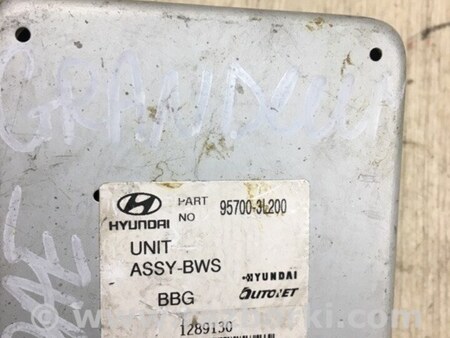 GRANDEUR
HYUNDAI
PART NO 95700-3L200
UNIT
ASSY-BWS
HYUNDAI
BBG
AUTONET
1289130